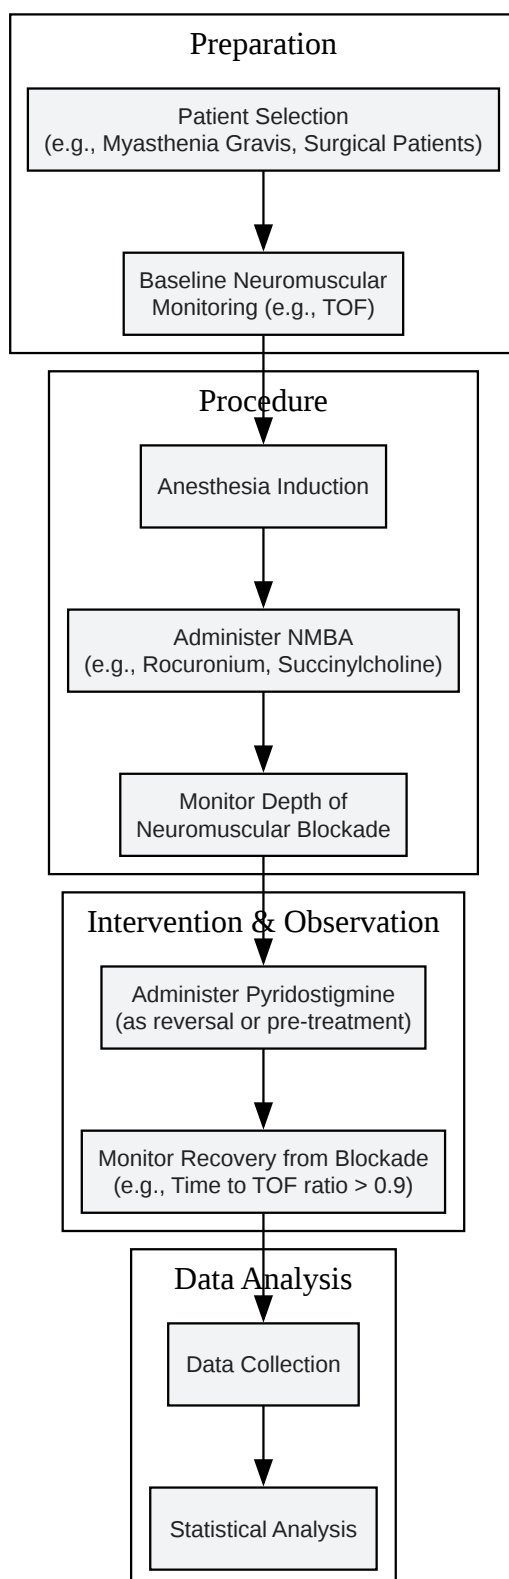 Preparation
Patient Selection
(e.g., Myasthenia Gravis, Surgical Patients)
Baseline Neuromuscular
Monitoring (e.g., TOF)
Procedure
Anesthesia Induction
Administer NMBA
(e.g., Rocuronium, Succinylcholine)
Monitor Depth of
Neuromuscular Blockade
Intervention & Observation
Administer Pyridostigmine
(as reversal or pre-treatment)
Monitor Recovery from Blockade
(e.g., Time to TOF ratio > 0.9)
Data Analysis
Data Collection
Statistical Analysis